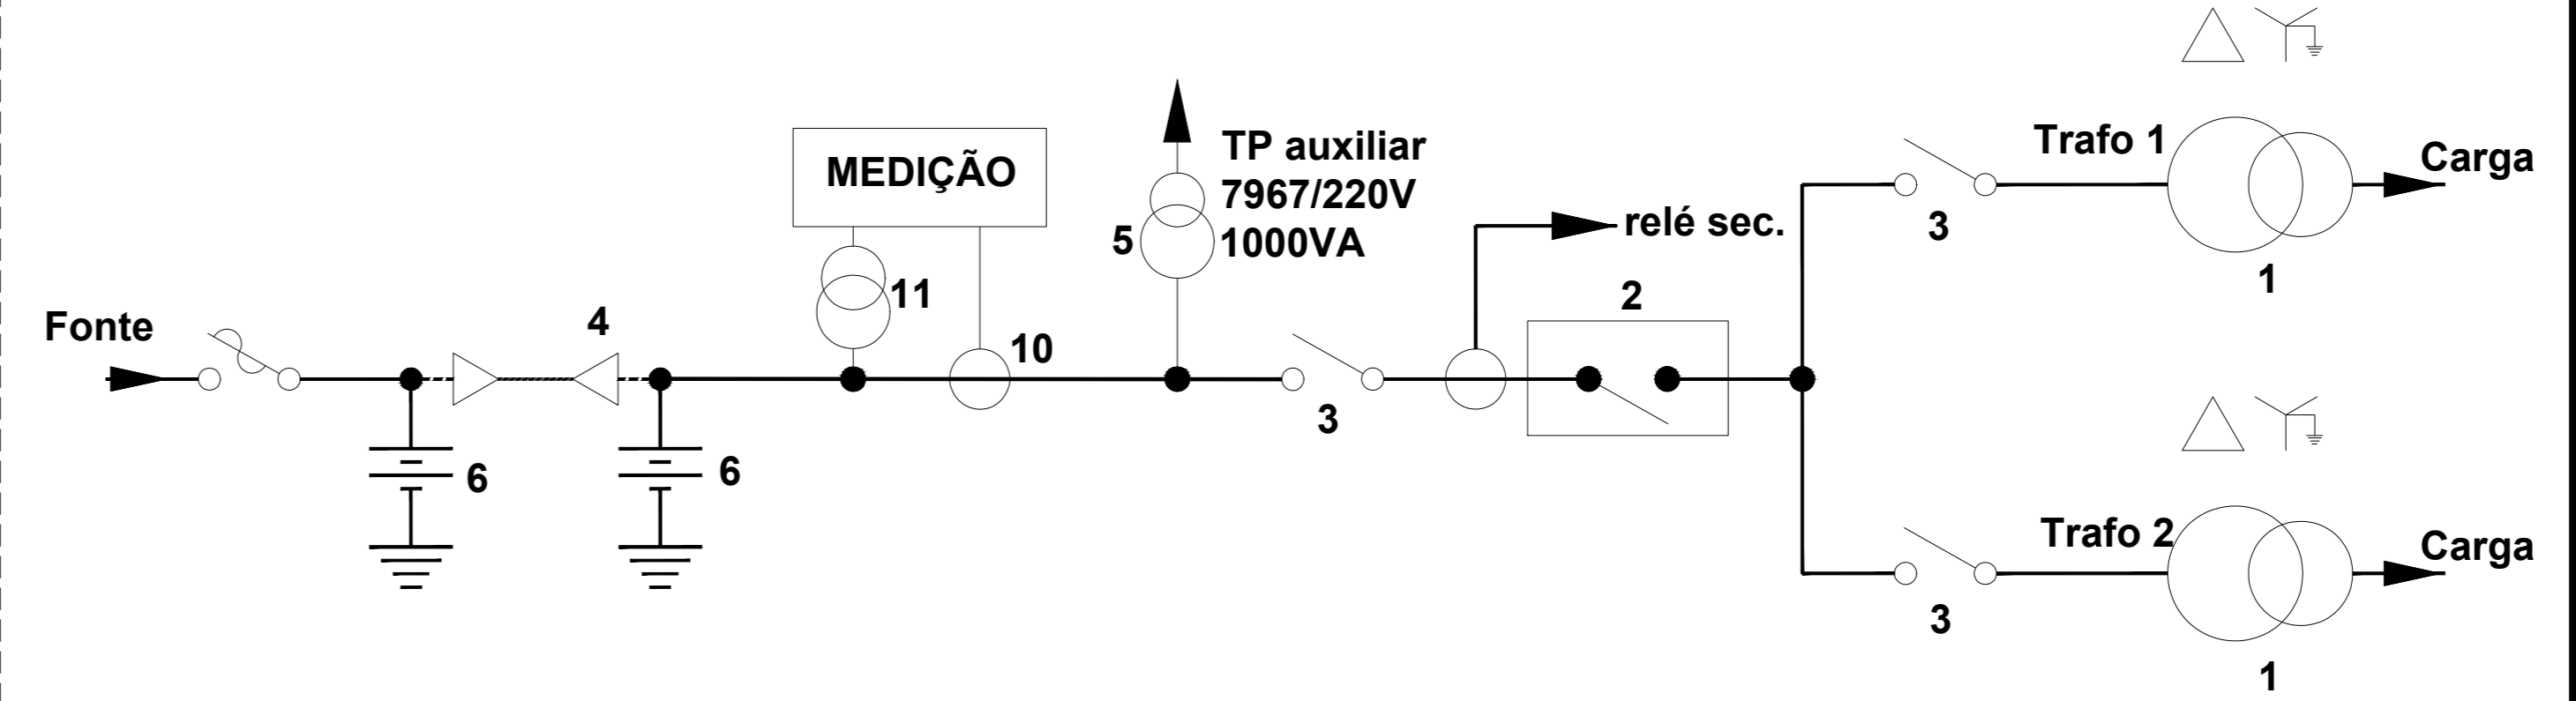 Fonte
4
6
6
MEDIÇÃO
11
10
TP auxiliar
7967/220V
1000VA
5
3
relé sec.
2
Trafo 1
Carga
3
1
Trafo 2
Carga
3
1